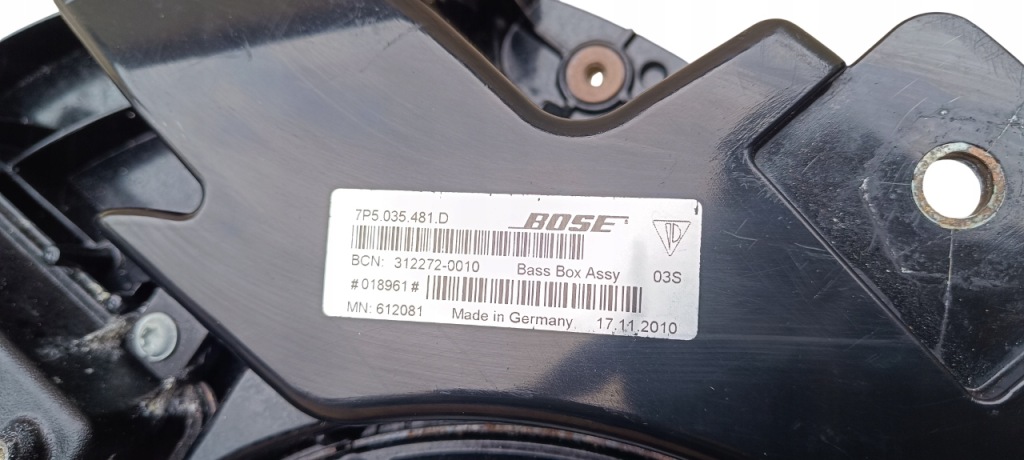 7P5.035.481.D BOSE
BCN: 312272-0010 Bass Box Assy 03S
#018961#
MN: 612081 Made in Germany 17.11.2010